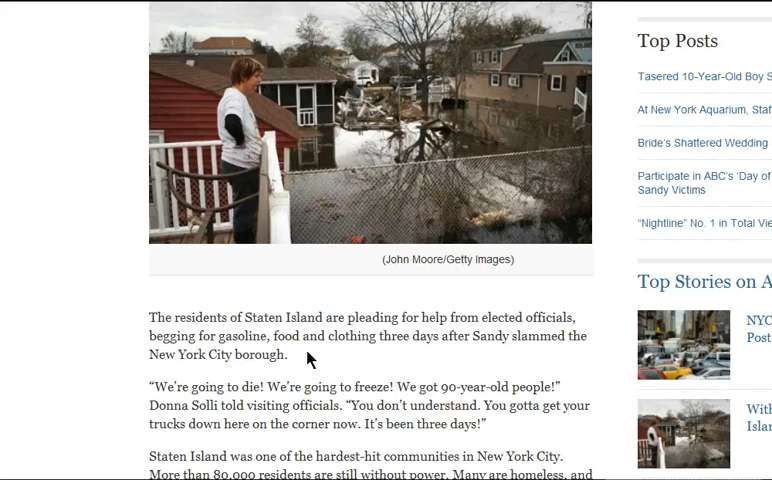 (John Moore/Getty Images)
The residents of Staten Island are pleading for help from elected officials,
begging for gasoline, food and clothing three days after Sandy slammed the
New York City borough.
“We’re going to die! We’re going to freeze! We got 90-year-old people!”
Donna Solli told visiting officials. “You don’t understand. You gotta get your
trucks down here on the corner now. It’s been three days!”
Staten Island was one of the hardest-hit communities in New York City.
More than 80,000 residents are still without power. Many are homeless, and
Top Posts
Tasered 10-Year-Old Boy S
At New York Aquarium, Staf
Bride’s Shattered Wedding
Participate in ABC’s ‘Day of
Sandy Victims
“Nightline” No. 1 in Total Vie
Top Stories on A
NYC
Post
With
Islan